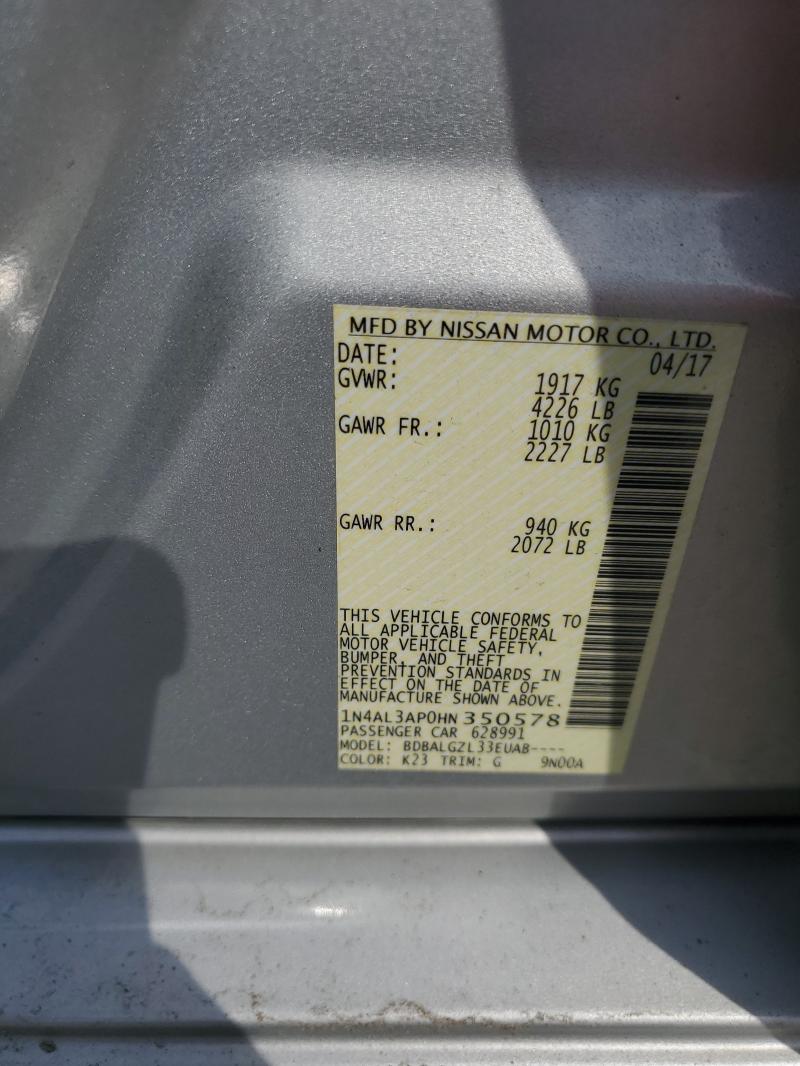 MFD BY NISSAN MOTOR CO., LTD.
DATE: 04/17
GVWR: 1917 KG
4226 LB
GAWR FR.: 1010 KG
2227 LB
GAWR RR.: 940 KG
2072 LB
THIS VEHICLE CONFORMS TO
ALL APPLICABLE FEDERAL
MOTOR VEHICLE SAFETY,
BUMPER, AND THEFT
PREVENTION STANDARDS IN
EFFECT ON THE DATE OF
MANUFACTURE SHOWN ABOVE.
1N4AL3AP0HN350578
PASSENGER CAR 628991
MODEL: BDBALGZL33EUAB----
COLOR: K23 TRIM: G 9N00A